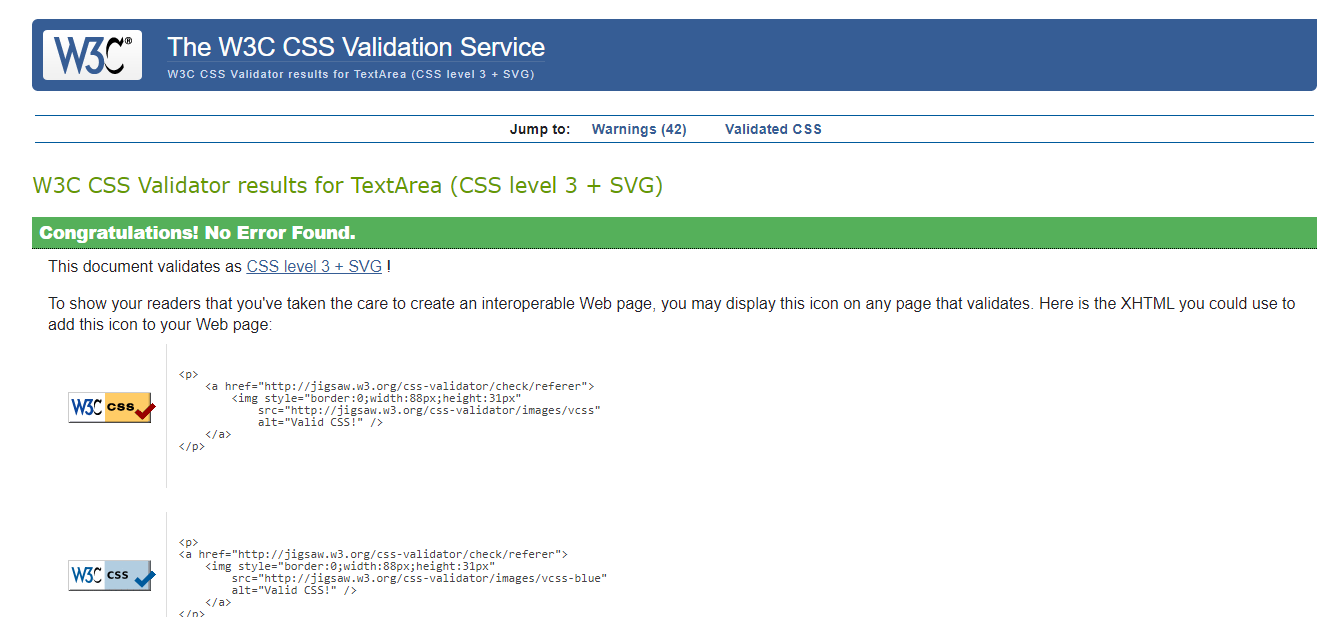 W3C®
The W3C CSS Validation Service
W3C CSS Validator results for TextArea (CSS level 3 + SVG)
Jump to: Warnings (42) Validated CSS
W3C CSS Validator results for TextArea (CSS level 3 + SVG)
Congratulations! No Error Found.
This document validates as CSS level 3 + SVG !
To show your readers that you've taken the care to create an interoperable Web page, you may display this icon on any page that validates. Here is the XHTML you could use to
add this icon to your Web page:
W3C css
<p>
<a href="http://jigsaw.w3.org/css-validator/check/referer">
<img style="border:0;width:88px;height:31px"
src="http://jigsaw.w3.org/css-validator/images/vcss"
alt="Valid CSS!" />
</a>
</p>
W3C css
<p>
<a href="http://jigsaw.w3.org/css-validator/check/referer">
<img style="border:0;width:88px;height:31px"
src="http://jigsaw.w3.org/css-validator/images/vcss-blue"
alt="Valid CSS!" />
</a>
</p>